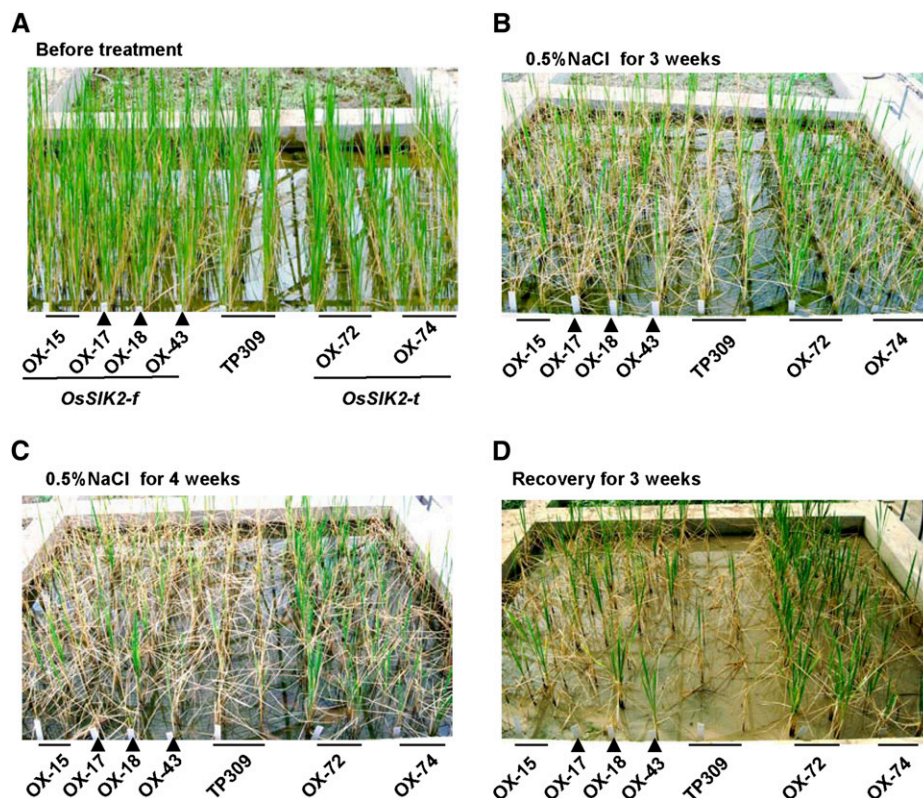 A
Before treatment
OX-15
OX-17
OX-18
OX-43
TP309
OX-72
OX-74
OsSIK2-f
OsSIK2-t
B
0.5%NaCl for 3 weeks
OX-15
OX-17
OX-18
OX-43
TP309
OX-72
OX-74
C
0.5%NaCl for 4 weeks
OX-15
OX-17
OX-18
OX-43
TP309
OX-72
OX-74
D
Recovery for 3 weeks
OX-15
OX-17
OX-18
OX-43
TP309
OX-72
OX-74